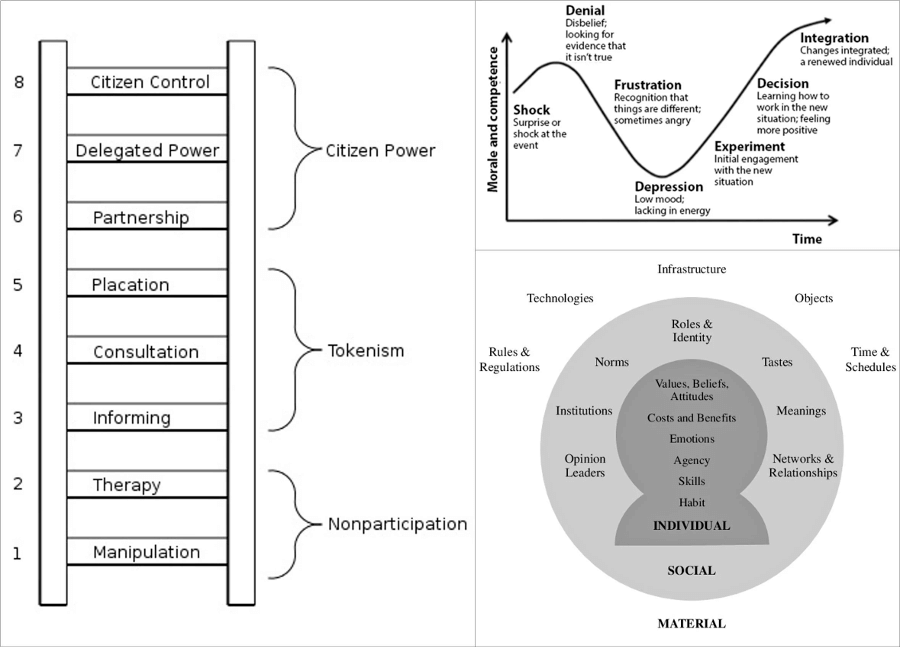 8
Citizen Control
7
Delegated Power
Citizen Power
6
Partnership
5
Placation
4
Consultation
Tokenism
3
Informing
2
Therapy
Nonparticipation
1
Manipulation
Morale and competence
Shock
Surprise or
shock at the
event
Denial
Disbelief;
looking for
evidence that
it isn't true
Frustration
Recognition that
things are different;
sometimes angry
Depression
Low mood;
lacking in energy
Experiment
Initial engagement
with the new
situation
Decision
Learning how to
work in the new
situation; feeling
more positive
Integration
Changes integrated;
a renewed individual
Time
Infrastructure
Technologies
Objects
Rules &
Regulations
Time &
Schedules
Roles &
Identity
Norms
Tastes
Institutions
Meanings
Opinion
Leaders
Networks &
Relationships
Values, Beliefs,
Attitudes
Costs and Benefits
Emotions
Agency
Skills
Habit
INDIVIDUAL
SOCIAL
MATERIAL